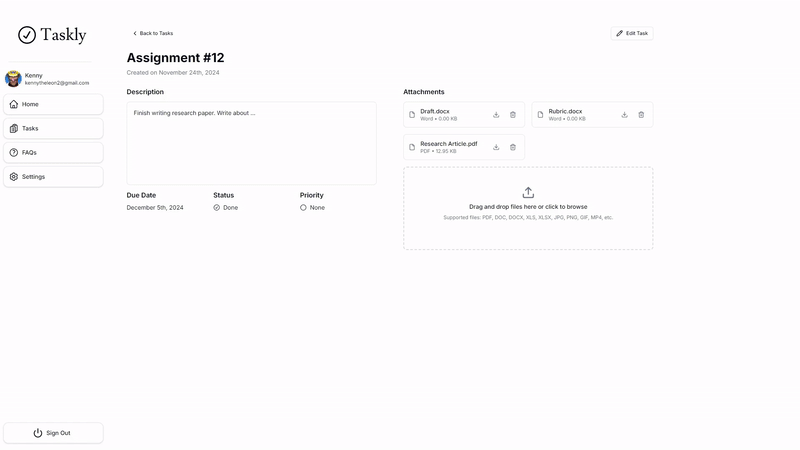 Taskly
Kenny
kennytheleon2@gmail.com
Home
Tasks
FAQs
Settings
Sign Out
Back to Tasks
Edit Task
Assignment #12
Created on November 24th, 2024
Description
Finish writing research paper. Write about ...
Due Date
December 5th, 2024
Status
Done
Priority
None
Attachments
Draft.docx
Word • 0.00 KB
Rubric.docx
Word • 0.00 KB
Research Article.pdf
PDF • 12.95 KB
Drag and drop files here or click to browse
Supported files: PDF, DOC, DOCX, XLS, XLSX, JPG, PNG, GIF, MP4, etc.